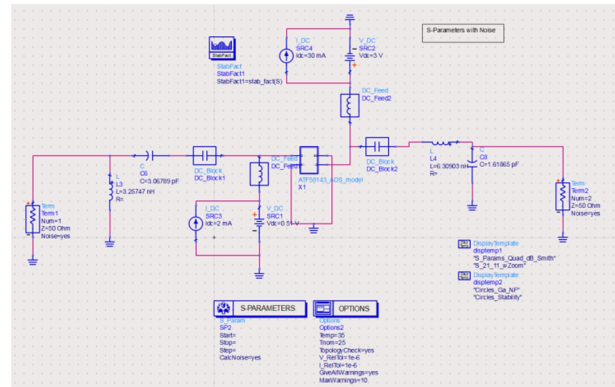 S-Parameters with Noise
I_DC
SRC4
Idc=30 mA
V_DC
SRC2
Vdc=3 V
StabFact
StabFact
StabFact1
StabFact1=stab_fact(S)
DC_Feed
DC_Feed2
C
C6
C=3.06789 pF
DC_Block
DC_Block1
DC_Feed
L
L3
L=3.25747 nH
R=
Term
Term1
Num=1
Z=50 Ohm
Noise=yes
ATF58143_ADS_model
X1
DC_Block
DC_Block2
L
L4
L=6.30903 nH
R=
C
C8
C=1.61865 pF
Term
Term2
Num=2
Z=50 Ohm
Noise=yes
I_DC
SRC3
Idc=2 mA
V_DC
SRC1
Vdc=0.51 V
DisplayTemplate
disptemp1
"S_Params_Quad_dB_Smith"
"S_21_11_wZoom"
DisplayTemplate
disptemp2
"Circles_Ga_NF"
"Circles_Stability"
S-PARAMETERS
S_Param
SP2
Start=
Stop=
Step=
CalcNoise=yes
OPTIONS
Options
Options2
Temp=35
Tnom=25
TopologyCheck=yes
V_RelTol=1e-6
I_RelTol=1e-6
GiveAllWarnings=yes
MaxWarnings=10